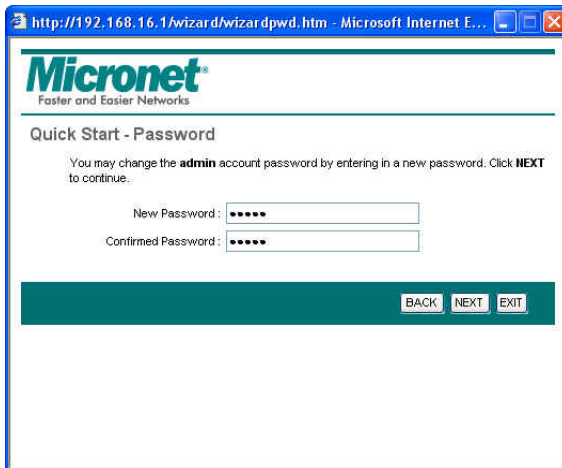 http://192.168.16.1/wizard/wizardpwd.htm - Microsoft Internet E...
Micronet®
Faster and Easier Networks
Quick Start - Password
You may change the admin account password by entering in a new password. Click NEXT
to continue.
New Password : •••••
Confirmed Password : •••••
BACK NEXT EXIT